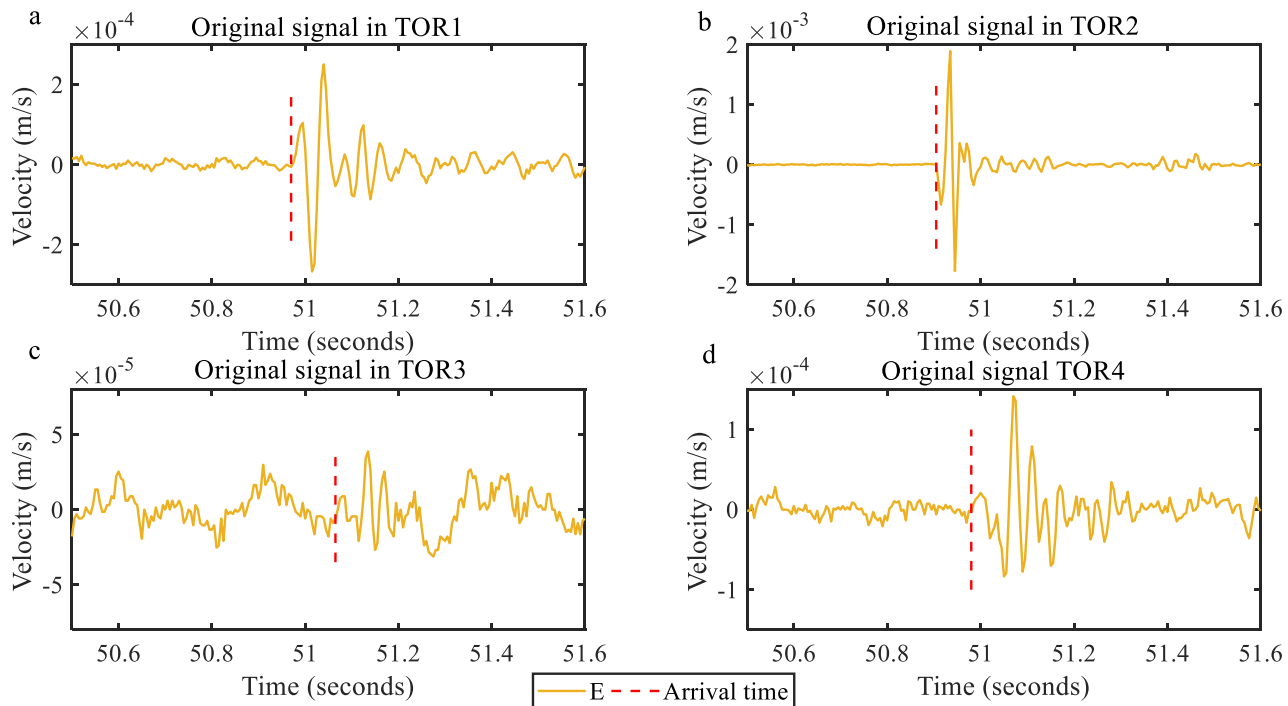 a
Original signal in TOR1
×10-4
Velocity (m/s)
2
0
-2
50.6 50.8 51 51.2 51.4 51.6
Time (seconds)
b
Original signal in TOR2
×10-3
Velocity (m/s)
2
1
0
-1
-2
50.6 50.8 51 51.2 51.4 51.6
Time (seconds)
c
Original signal in TOR3
×10-5
Velocity (m/s)
5
0
-5
50.6 50.8 51 51.2 51.4 51.6
Time (seconds)
d
Original signal TOR4
×10-4
Velocity (m/s)
1
0
-1
50.6 50.8 51 51.2 51.4 51.6
Time (seconds)
E Arrival time